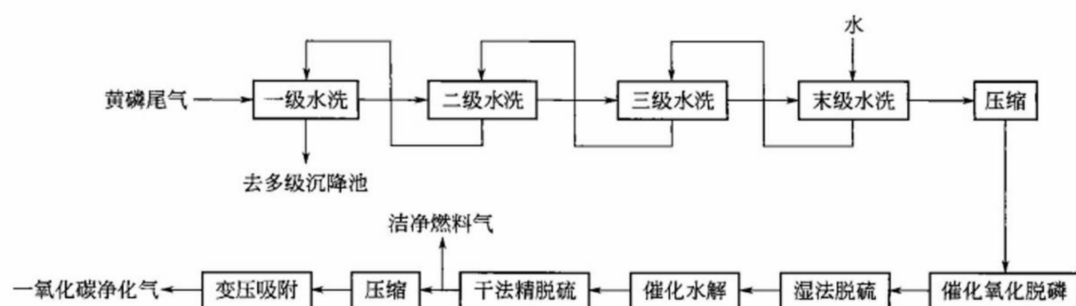 水
黄磷尾气
一级水洗
二级水洗
三级水洗
末级水洗
压缩
去多级沉降池
洁净燃料气
一氧化碳净化气
变压吸附
压缩
干法精脱硫
催化水解
湿法脱硫
催化氧化脱磷